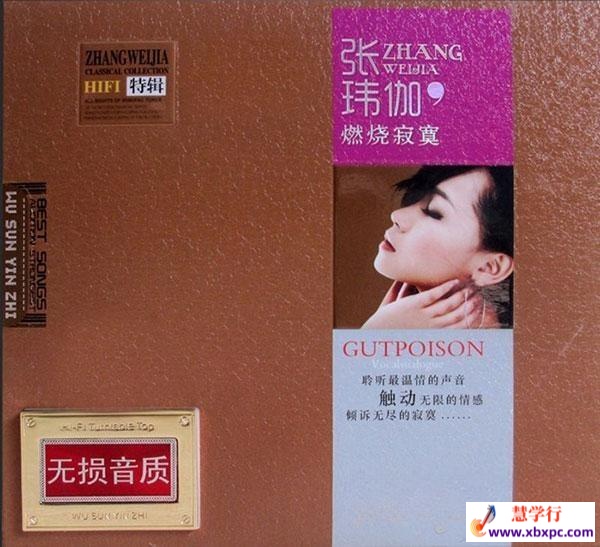 ZHANGWEIJIA
CLASSICAL COLLECTION
HIFI 特辑
张 ZHANG
WEIJIA
玮伽
燃烧寂寞
BEST SONGS
WU SUN YIN ZHI
GUTPOISON
聆听最温情的声音
触动 无限的情感
倾诉无尽的寂寞 ......
Hi-Fi Turntable Top
无损音质
WU SUN YIN ZHI
慧学行
www.xbxpc.com